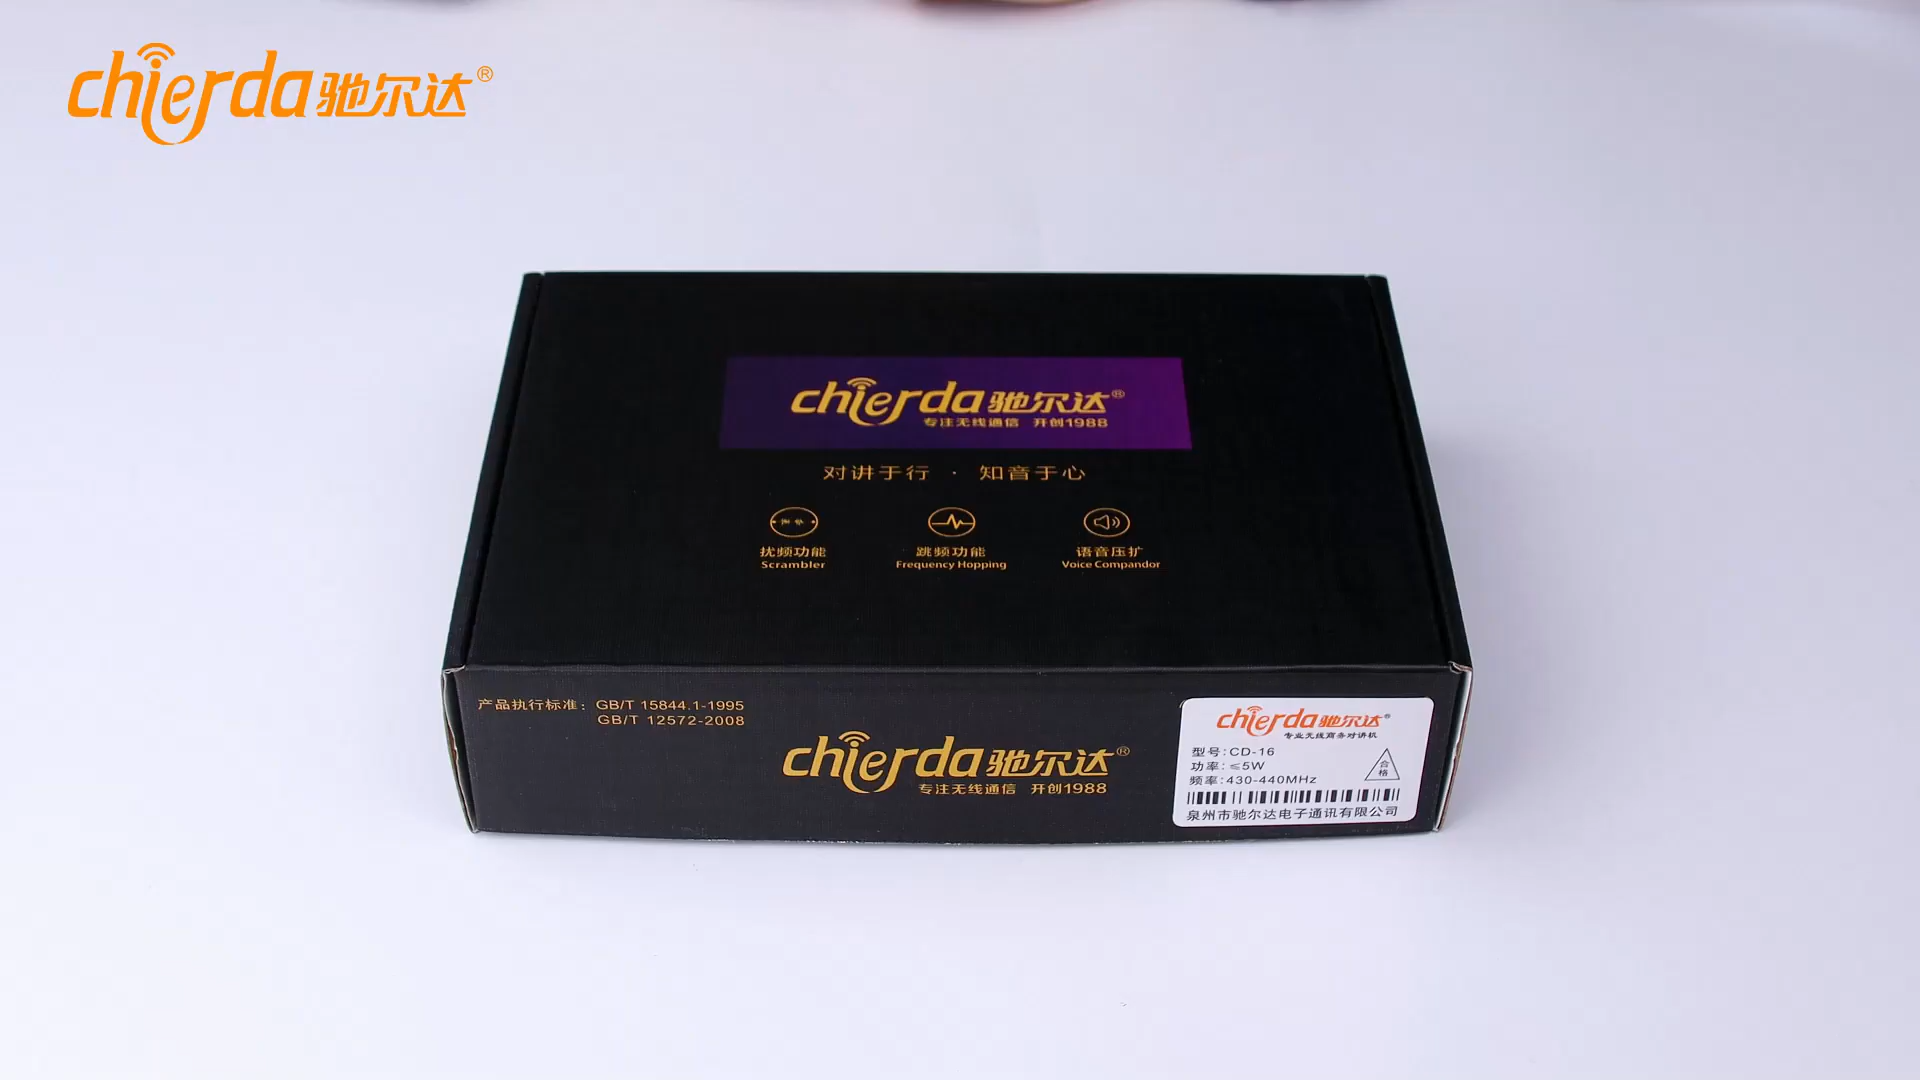 chierda驰尔达®
chierda驰尔达®
专注无线通信 开创1988
对讲于行 · 知音于心
扰频功能 跳频功能 语音压扩
Scrambler Frequency Hopping Voice Compandor
产品执行标准：GB/T 15844.1-1995
GB/T 12572-2008
chierda驰尔达®
专注无线通信 开创1988
chierda驰尔达®
专业无线商务对讲机
型号:CD-16
功率:≤5W
频率:430-440MHz
合格
泉州市驰尔达电子通讯有限公司